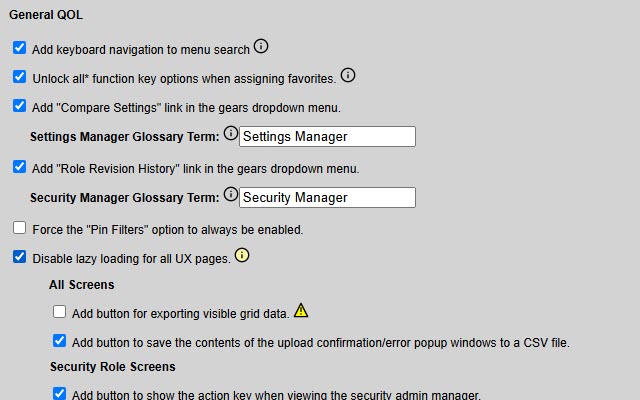 General QOL
Add keyboard navigation to menu search
Unlock all* function key options when assigning favorites.
Add "Compare Settings" link in the gears dropdown menu.
Settings Manager Glossary Term: Settings Manager
Add "Role Revision History" link in the gears dropdown menu.
Security Manager Glossary Term: Security Manager
Force the "Pin Filters" option to always be enabled.
Disable lazy loading for all UX pages.
All Screens
Add button for exporting visible grid data.
Add button to save the contents of the upload confirmation/error popup windows to a CSV file.
Security Role Screens
Add button to show the action key when viewing the security admin manager.